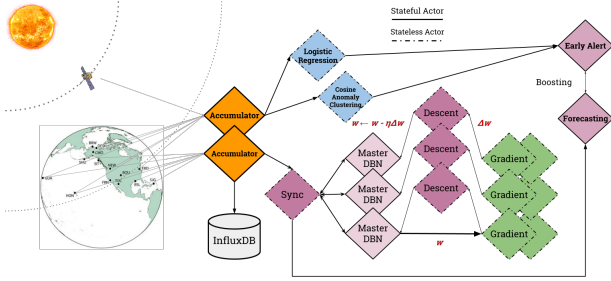 Stateful Actor
Stateless Actor
Logistic
Regression
Early Alert
Cosine
Anomaly
Clustering
Boosting
Accumulator
Accumulator
w ← w - ηΔw
Descent
Δw
Forecasting
Master
DBN
Descent
Gradient
Sync
Master
DBN
Descent
Gradient
Master
DBN
w
Gradient
InfluxDB